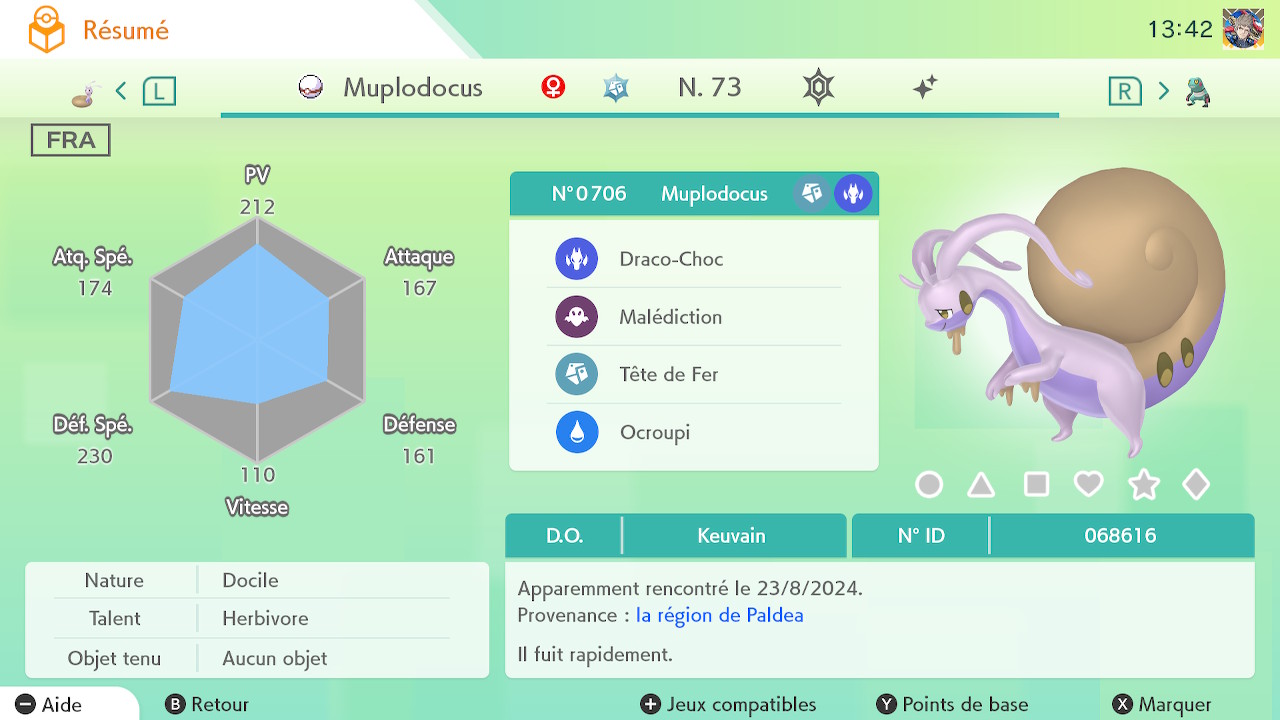 Résumé
13:42
L
Muplodocus
N. 73
R
FRA
PV
212
Atq. Spé.
174
Attaque
167
Déf. Spé.
230
Défense
161
110
Vitesse
N° 0706 Muplodocus
Draco-Choc
Malédiction
Tête de Fer
Ocroupi
D.O. Keuvain
N° ID 068616
Nature Docile
Talent Herbivore
Objet tenu Aucun objet
Apparemment rencontré le 23/8/2024.
Provenance : la région de Paldea
Il fuit rapidement.
Aide
B Retour
Jeux compatibles
Y Points de base
X Marquer